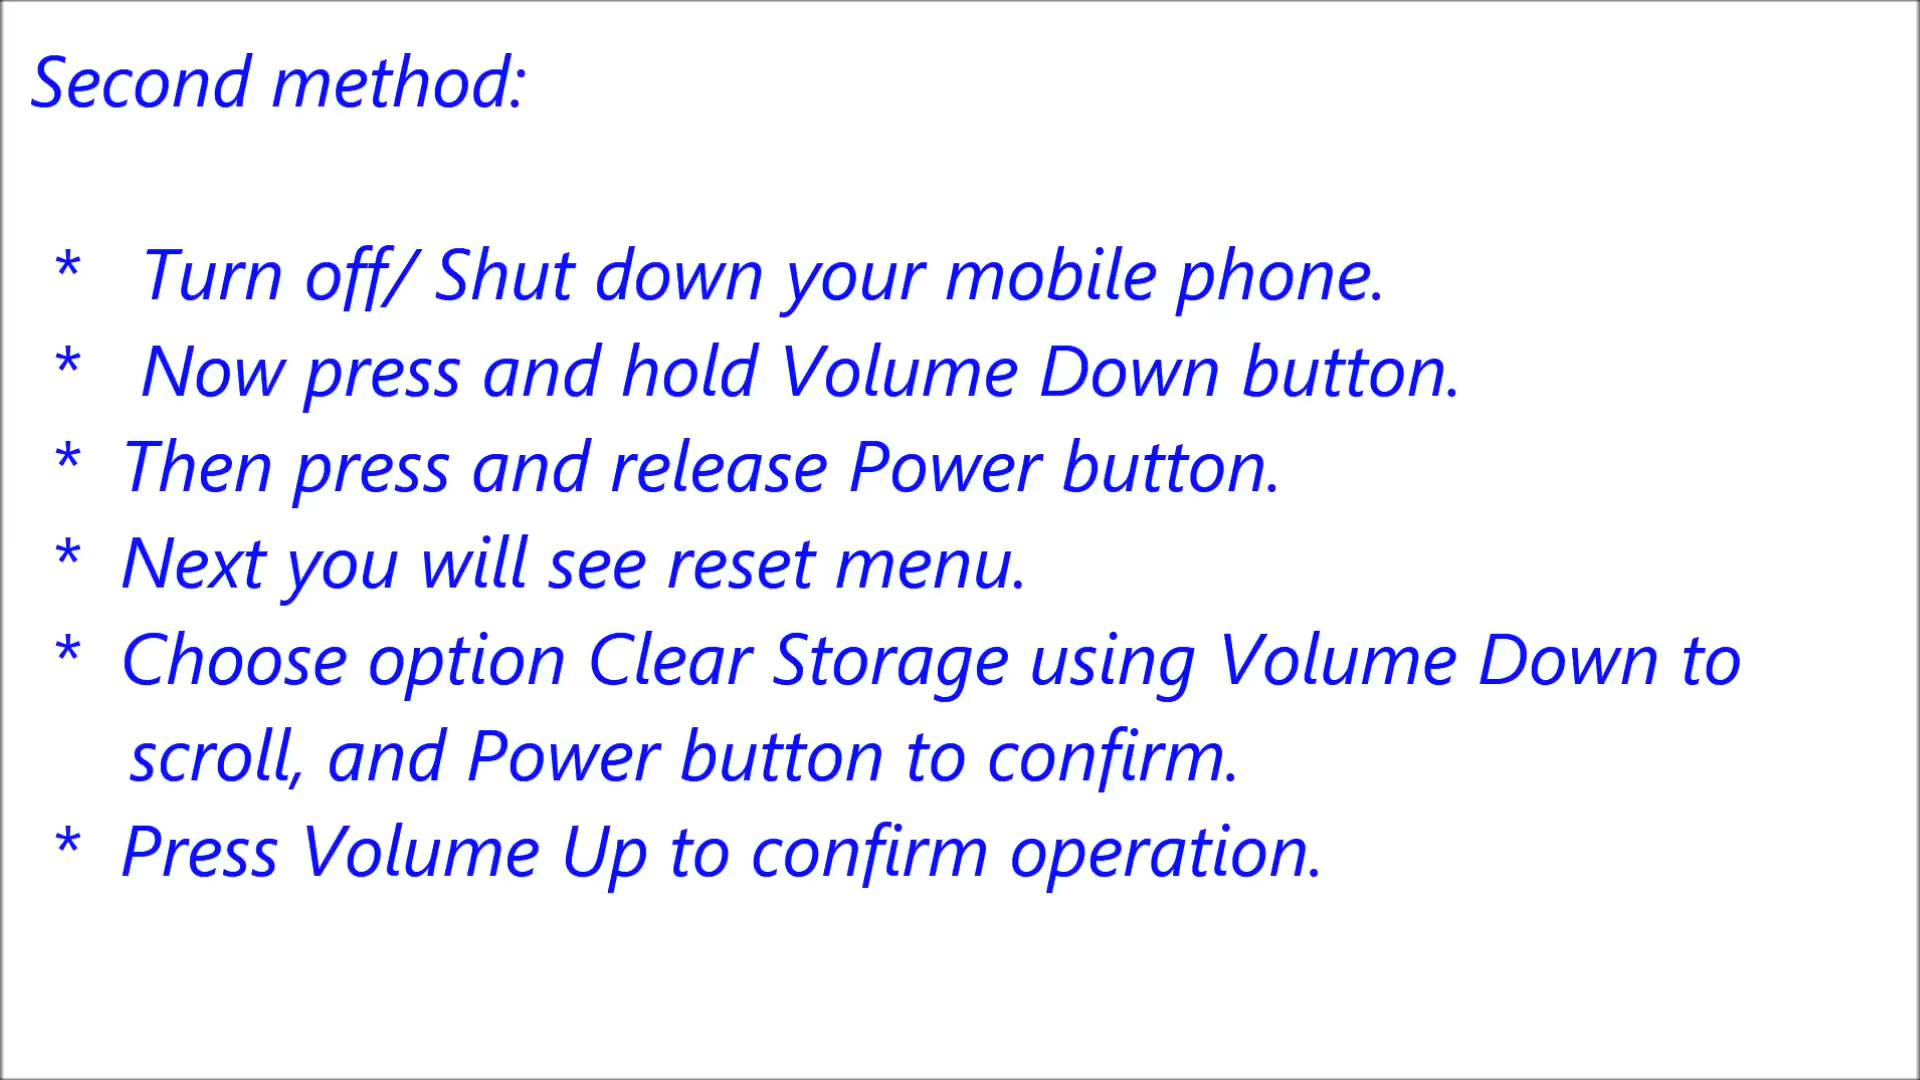 Second method:
* Turn off/ Shut down your mobile phone.
* Now press and hold Volume Down button.
* Then press and release Power button.
* Next you will see reset menu.
* Choose option Clear Storage using Volume Down to
scroll, and Power button to confirm.
* Press Volume Up to confirm operation.